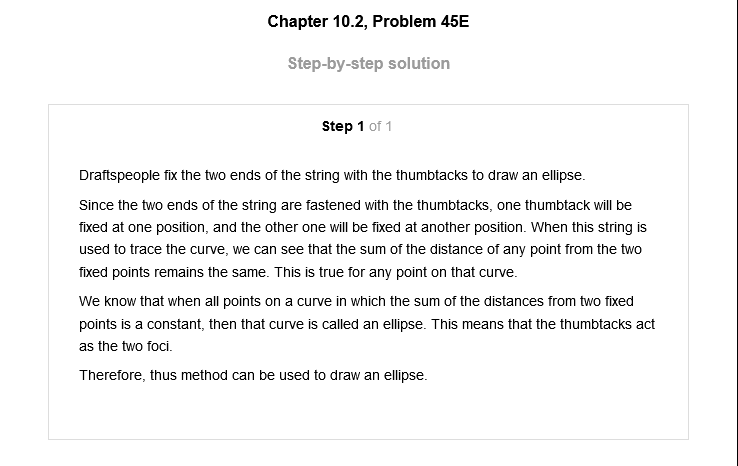 Chapter 10.2, Problem 45E
Step-by-step solution
Step 1 of 1
Draftspeople fix the two ends of the string with the thumbtacks to draw an ellipse.
Since the two ends of the string are fastened with the thumbtacks, one thumbtack will be
fixed at one position, and the other one will be fixed at another position. When this string is
used to trace the curve, we can see that the sum of the distance of any point from the two
fixed points remains the same. This is true for any point on that curve.
We know that when all points on a curve in which the sum of the distances from two fixed
points is a constant, then that curve is called an ellipse. This means that the thumbtacks act
as the two foci.
Therefore, thus method can be used to draw an ellipse.